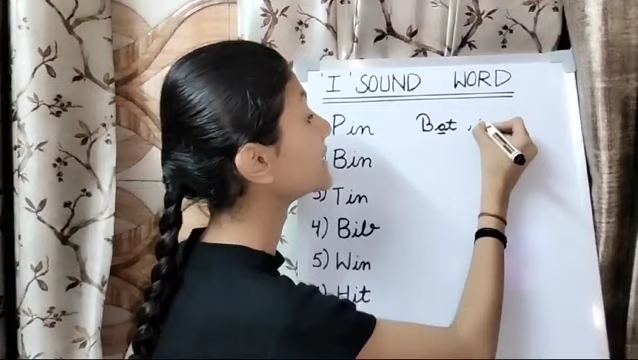 'I' SOUND WORD
Pin Bat
Bin
3) Tin
4) Bib
5) Win
Hit